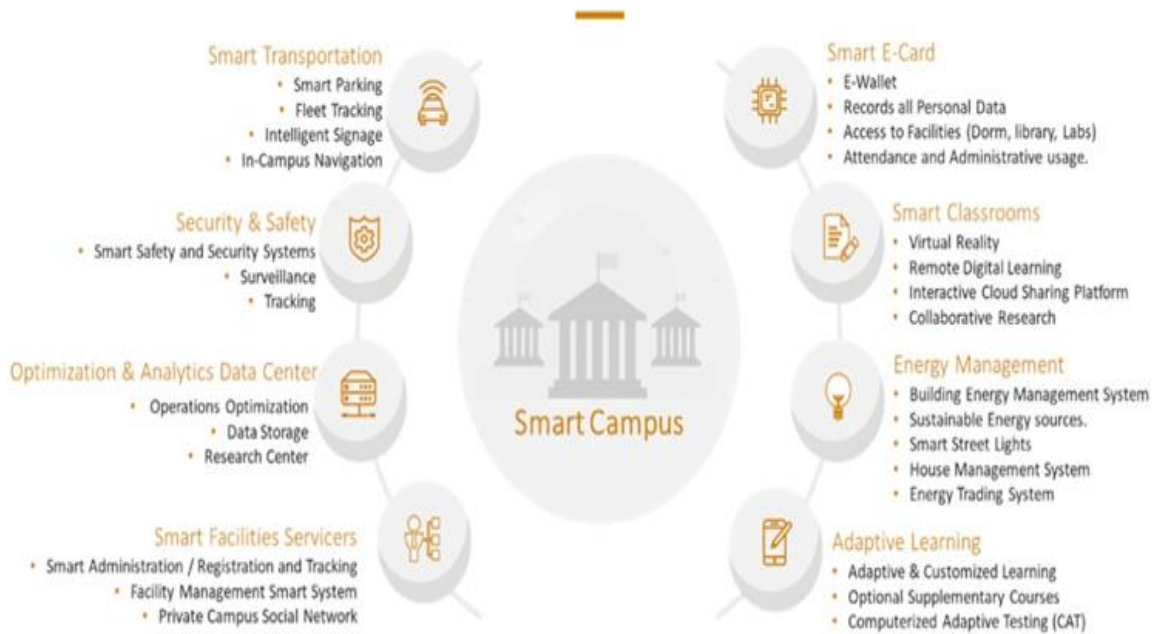 Smart Transportation
• Smart Parking
• Fleet Tracking
• Intelligent Signage
• In-Campus Navigation
Security & Safety
• Smart Safety and Security Systems
• Surveillance
• Tracking
Optimization & Analytics Data Center
• Operations Optimization
• Data Storage
• Research Center
Smart Facilities Servicers
• Smart Administration / Registration and Tracking
• Facility Management Smart System
• Private Campus Social Network
Smart Campus
Smart E-Card
• E-Wallet
• Records all Personal Data
• Access to Facilities (Dorm, library, Labs)
• Attendance and Administrative usage.
Smart Classrooms
• Virtual Reality
• Remote Digital Learning
• Interactive Cloud Sharing Platform
• Collaborative Research
Energy Management
• Building Energy Management System
• Sustainable Energy sources.
• Smart Street Lights
• House Management System
• Energy Trading System
Adaptive Learning
• Adaptive & Customized Learning
• Optional Supplementary Courses
• Computerized Adaptive Testing (CAT)